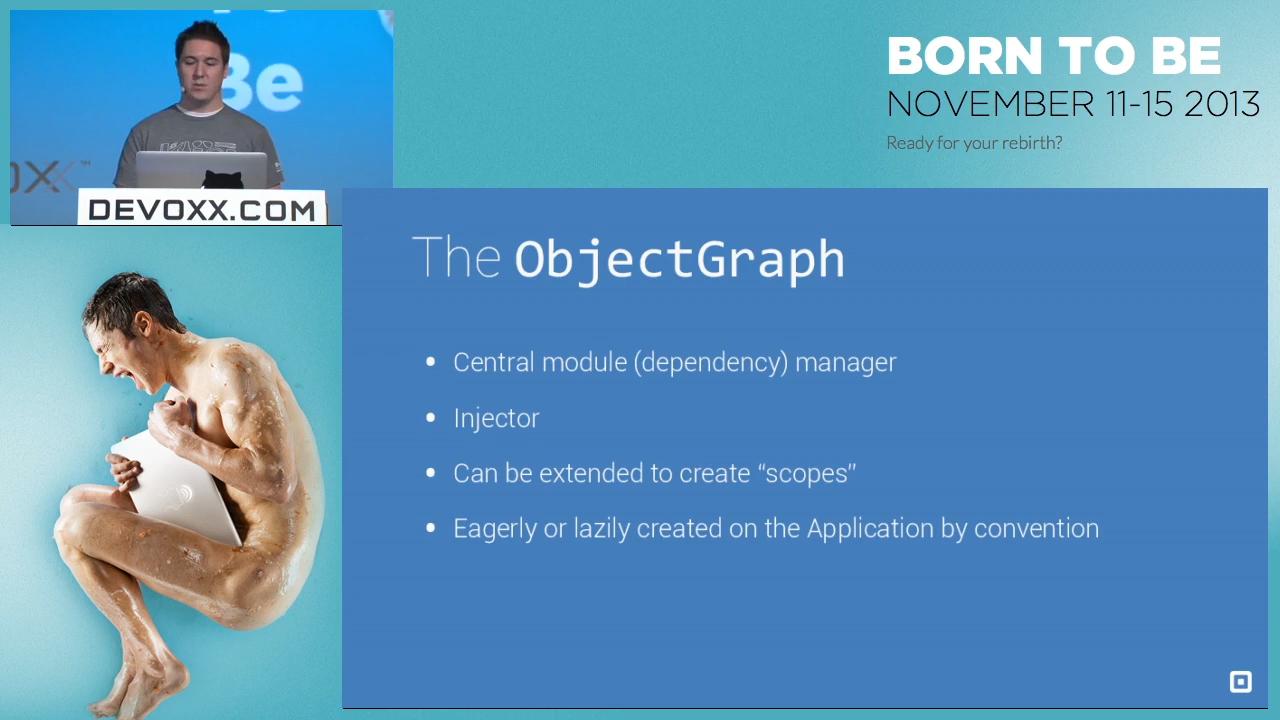 Be
DEVOXX.COM
BORN TO BE
NOVEMBER 11-15 2013
Ready for your rebirth?
The ObjectGraph
• Central module (dependency) manager
• Injector
• Can be extended to create “scopes”
• Eagerly or lazily created on the Application by convention